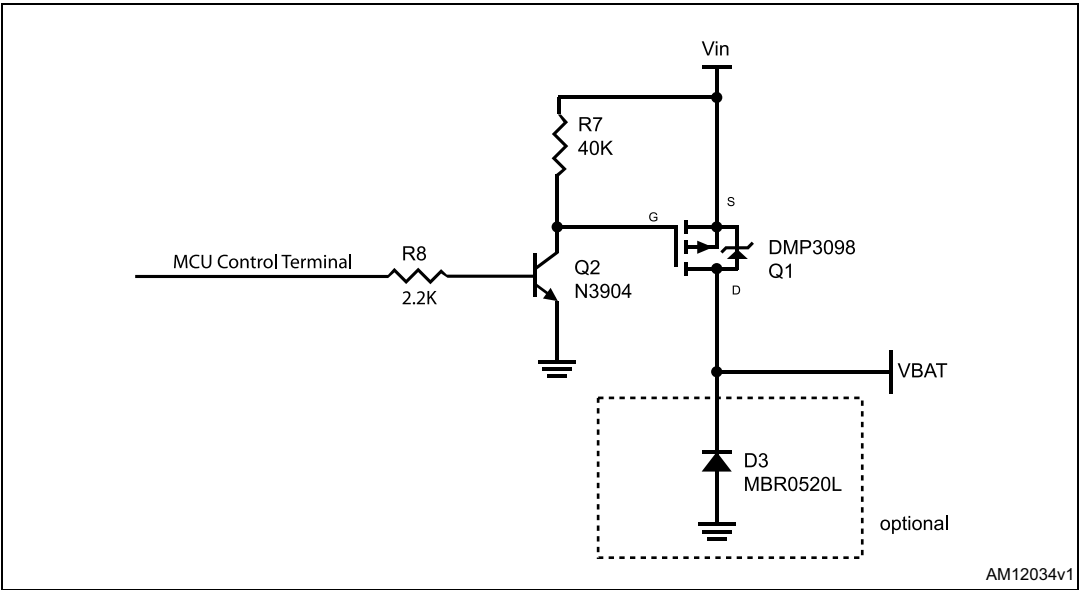 Vin
R7
40K
S
G
DMP3098
Q1
MCU Control Terminal
R8
2.2K
Q2
N3904
D
VBAT
D3
MBR0520L
optional
AM12034v1